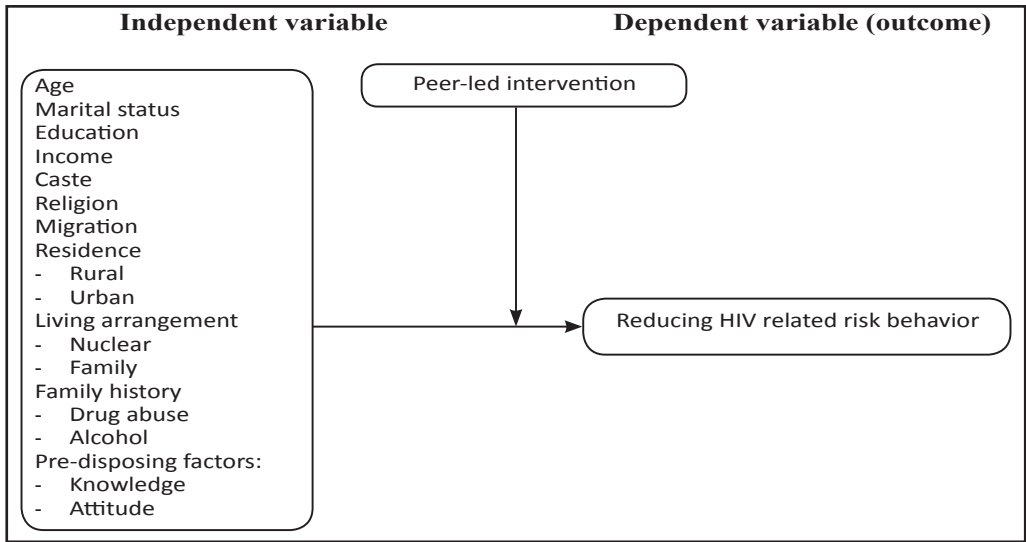 Independent variable
Dependent variable (outcome)
Age
Marital status
Education
Income
Caste
Religion
Migration
Residence
- Rural
- Urban
Living arrangement
- Nuclear
- Family
Family history
- Drug abuse
- Alcohol
Pre-disposing factors:
- Knowledge
- Attitude
Peer-led intervention
Reducing HIV related risk behavior